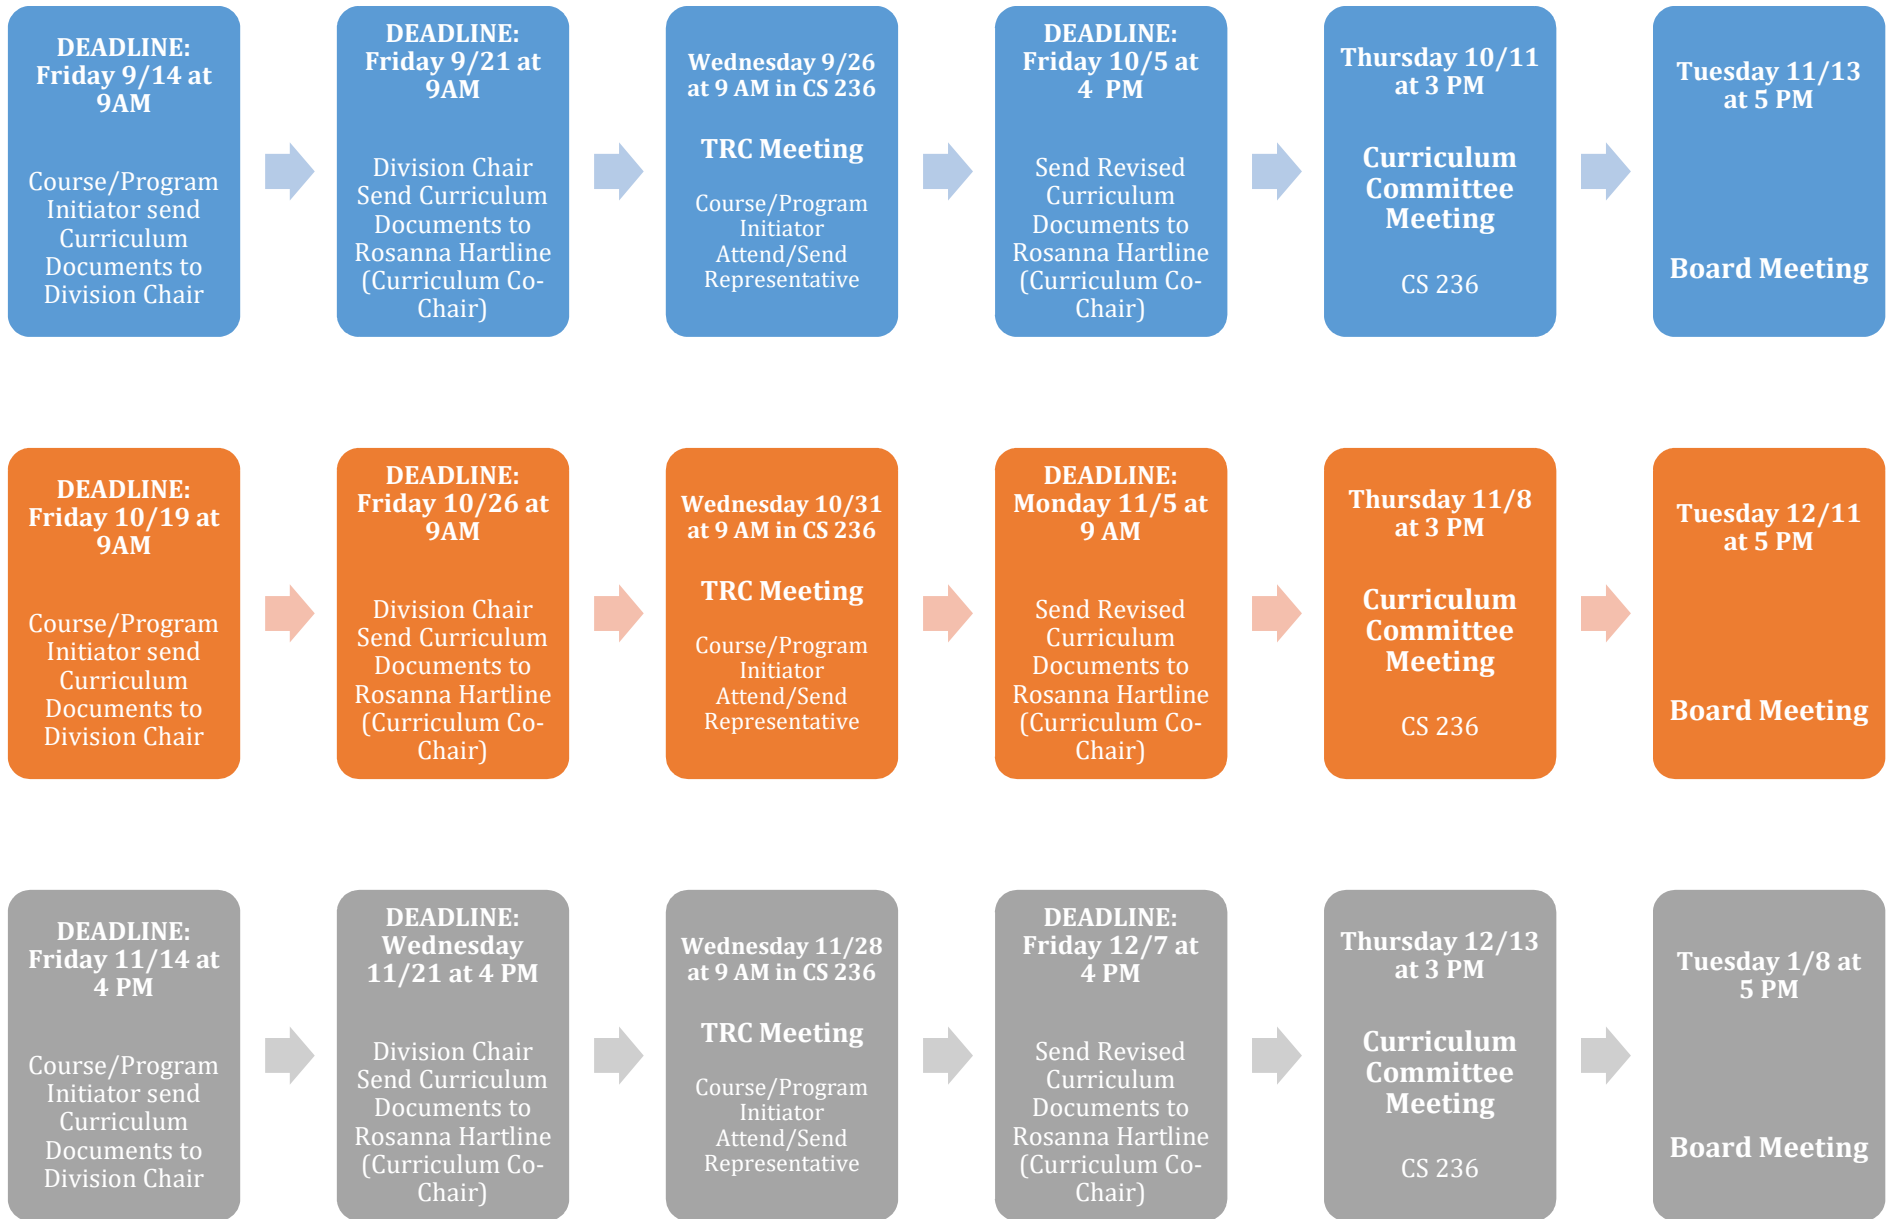 DEADLINE:
Friday 9/14 at
9AM
Course/Program
Initiator send
Curriculum
Documents to
Division Chair
DEADLINE:
Friday 9/21 at
9AM
Division Chair
Send Curriculum
Documents to
Rosanna Hartline
(Curriculum Co-
Chair)
Wednesday 9/26
at 9 AM in CS 236
TRC Meeting
Course/Program
Initiator
Attend/Send
Representative
DEADLINE:
Friday 10/5 at
4 PM
Send Revised
Curriculum
Documents to
Rosanna Hartline
(Curriculum Co-
Chair)
Thursday 10/11
at 3 PM
Curriculum
Committee
Meeting
CS 236
Tuesday 11/13
at 5 PM
Board Meeting
DEADLINE:
Friday 10/19 at
9AM
Course/Program
Initiator send
Curriculum
Documents to
Division Chair
DEADLINE:
Friday 10/26 at
9AM
Division Chair
Send Curriculum
Documents to
Rosanna Hartline
(Curriculum Co-
Chair)
Wednesday 10/31
at 9 AM in CS 236
TRC Meeting
Course/Program
Initiator
Attend/Send
Representative
DEADLINE:
Monday 11/5 at
9 AM
Send Revised
Curriculum
Documents to
Rosanna Hartline
(Curriculum Co-
Chair)
Thursday 11/8
at 3 PM
Curriculum
Committee
Meeting
CS 236
Tuesday 12/11
at 5 PM
Board Meeting
DEADLINE:
Friday 11/14 at
4 PM
Course/Program
Initiator send
Curriculum
Documents to
Division Chair
DEADLINE:
Wednesday
11/21 at 4 PM
Division Chair
Send Curriculum
Documents to
Rosanna Hartline
(Curriculum Co-
Chair)
Wednesday 11/28
at 9 AM in CS 236
TRC Meeting
Course/Program
Initiator
Attend/Send
Representative
DEADLINE:
Friday 12/7 at
4 PM
Send Revised
Curriculum
Documents to
Rosanna Hartline
(Curriculum Co-
Chair)
Thursday 12/13
at 3 PM
Curriculum
Committee
Meeting
CS 236
Tuesday 1/8 at
5 PM
Board Meeting